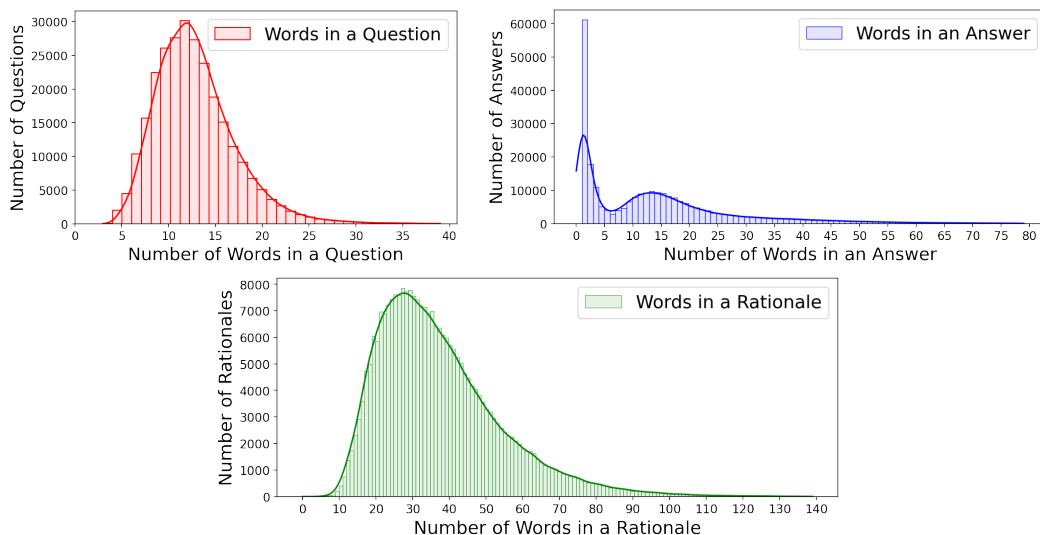 Words in a Question
Number of Questions
30000
25000
20000
15000
10000
5000
0
0 5 10 15 20 25 30 35 40
Number of Words in a Question
Words in an Answer
Number of Answers
60000
50000
40000
30000
20000
10000
0
0 5 10 15 20 25 30 35 40 45 50 55 60 65 70 75 80
Number of Words in an Answer
Words in a Rationale
Number of Rationales
8000
7000
6000
5000
4000
3000
2000
1000
0
0 10 20 30 40 50 60 70 80 90 100 110 120 130 140
Number of Words in a Rationale